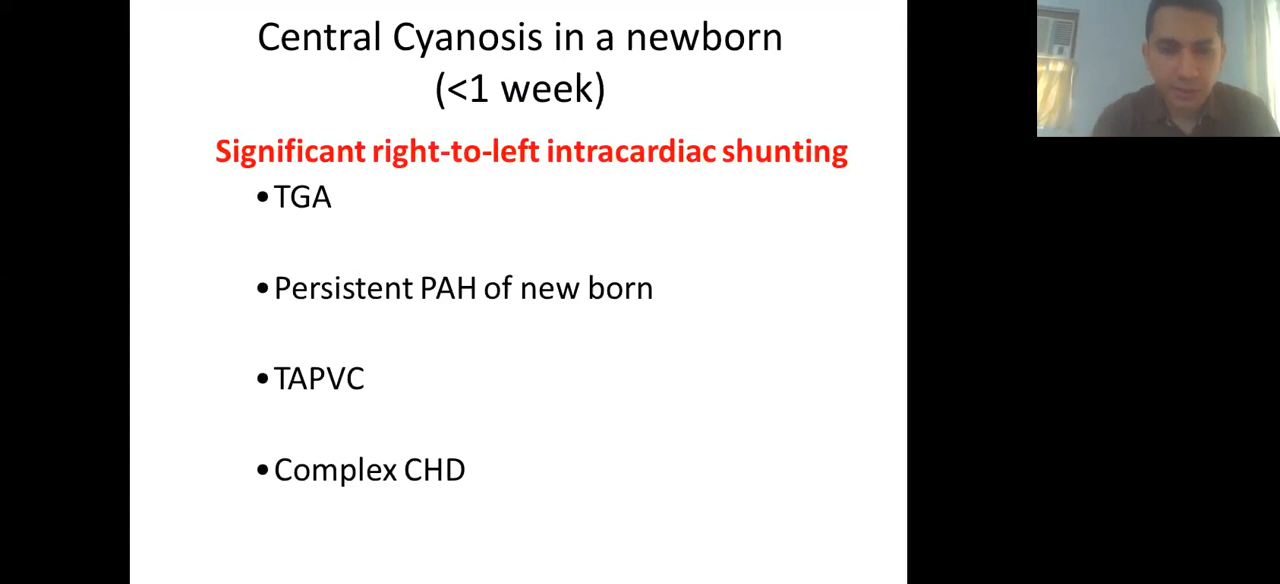 Central Cyanosis in a newborn
(<1 week)
Significant right-to-left intracardiac shunting
•TGA
•Persistent PAH of new born
•TAPVC
•Complex CHD